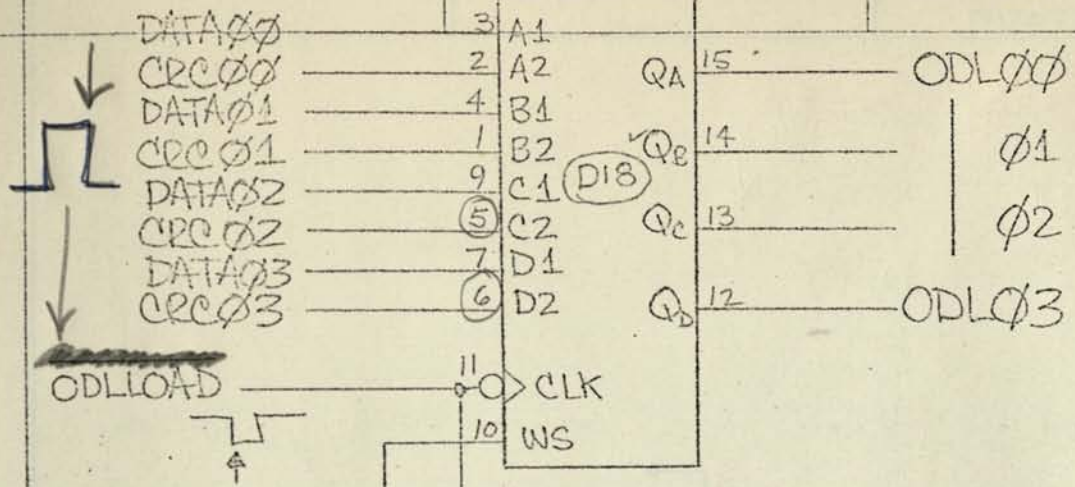 DATAØØ 3 A1
CRCØØ 2 A2 QA 15 ODLØØ
DATAØ1 4 B1
CRCØ1 1 B2 QB 14 Ø1
DATAØ2 9 C1 D18
CRCØ2 5 C2 QC 13 Ø2
DATAØ3 7 D1
CRCØ3 6 D2 QD 12 ODLØ3
ODLLOAD 11 CLK
10 WS